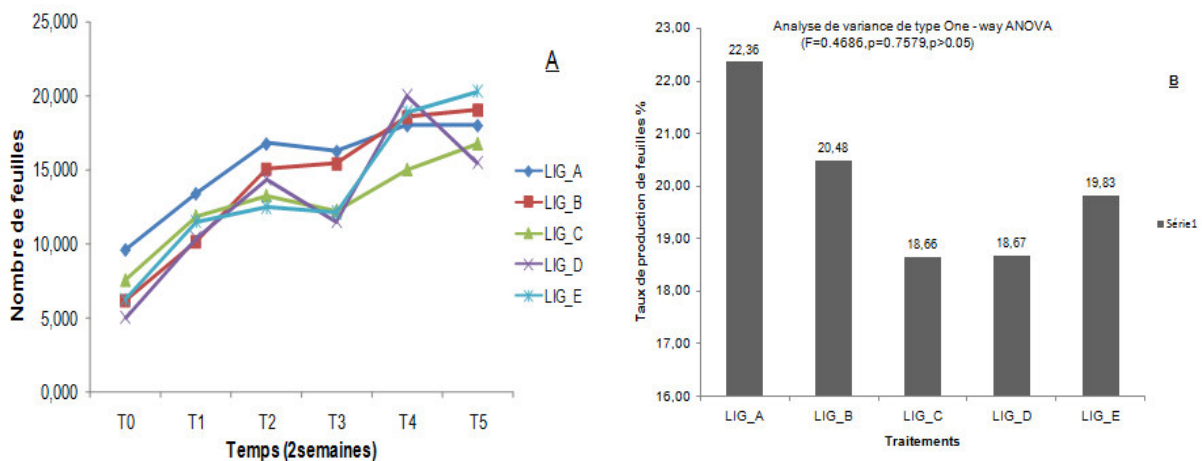 25,000
20,000
15,000
10,000
5,000
0,000
Nombre de feuilles
T0 T1 T2 T3 T4 T5
Temps (2semaines)
A
LIG_A
LIG_B
LIG_C
LIG_D
LIG_E
Analyse de variance de type One - way ANOVA
(F=0.4686,p=0.7579,p>0.05)
B
23,00
22,00
21,00
20,00
19,00
18,00
17,00
16,00
Taux de production de feuilles %
22,36
20,48
18,66
18,67
19,83
LIG_A LIG_B LIG_C LIG_D LIG_E
Traitements
Série1